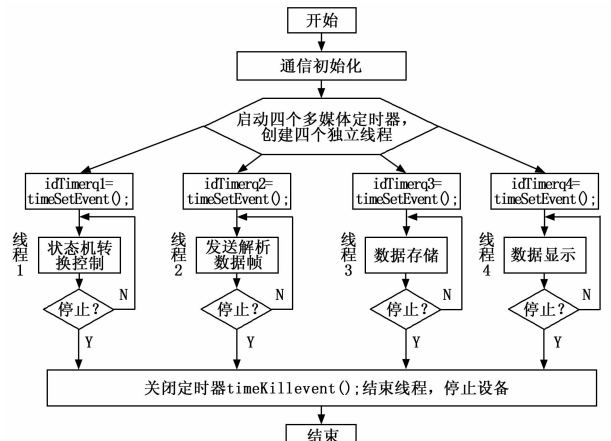 开始
通信初始化
启动四个多媒体定时器，
创建四个独立线程
idTimerq1=
timeSetEvent();
idTimerq2=
timeSetEvent();
idTimerq3=
timeSetEvent();
idTimerq4=
timeSetEvent();
线程1
状态机转
换控制
线程2
发送解析
数据帧
线程3
数据存储
线程4
数据显示
停止?
N
停止?
N
停止?
N
停止?
N
Y
Y
Y
Y
关闭定时器timeKillevent();结束线程，停止设备
结束